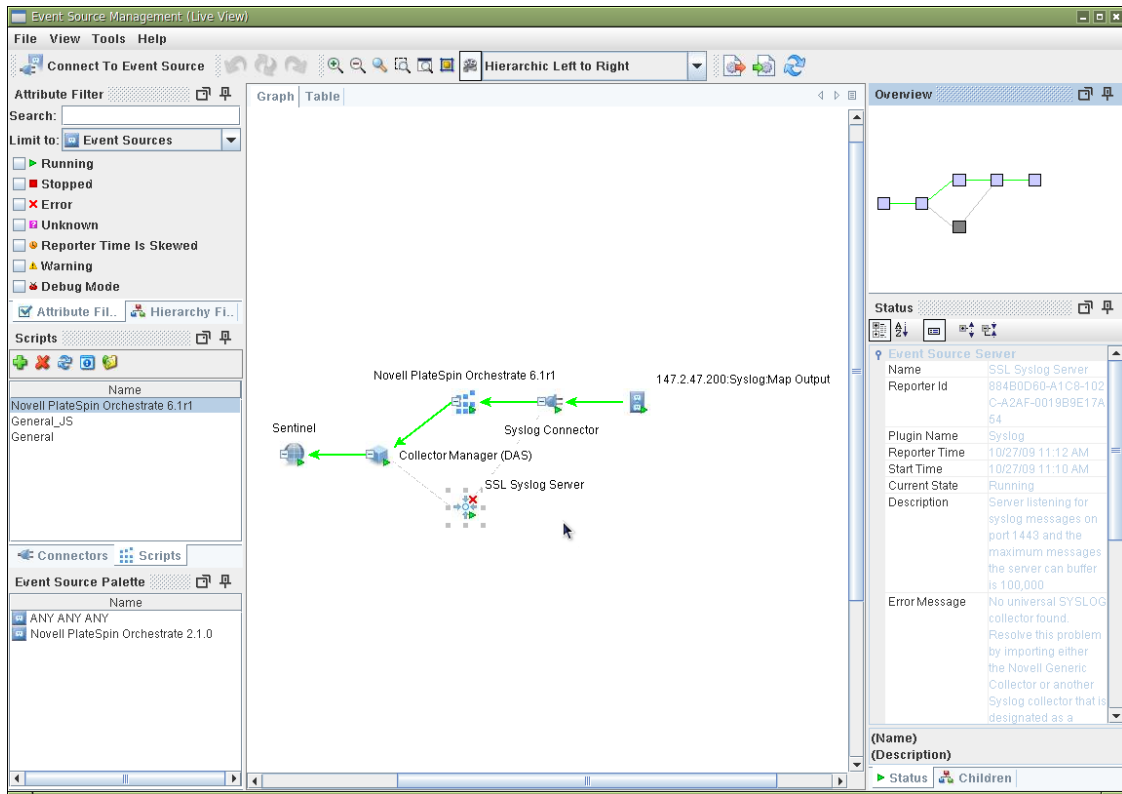 Event Source Management (Live View)
File View Tools Help
Connect To Event Source
Hierarchic Left to Right
Attribute Filter
Search:
Limit to: Event Sources
Running
Stopped
Error
Unknown
Reporter Time Is Skewed
Warning
Debug Mode
Attribute Fil..
Hierarchy Fi..
Scripts
Name
Novell PlateSpin Orchestrate 6.1r1
General_JS
General
Connectors
Scripts
Event Source Palette
Name
ANY ANY ANY
Novell PlateSpin Orchestrate 2.1.0
Graph Table
Novell PlateSpin Orchestrate 6.1r1
147.2.47.200:Syslog:Map Output
Sentinel
Syslog Connector
Collector Manager (DAS)
SSL Syslog Server
Overview
Status
Event Source Server
Name SSL Syslog Server
Reporter Id 884B0D60-A1C8-102
C-A2AF-0019B9E17A
54
Plugin Name Syslog
Reporter Time 10/27/09 11:12 AM
Start Time 10/27/09 11:10 AM
Current State Running
Description Server listening for
syslog messages on
port 1443 and the
maximum messages
the server can buffer
is 100,000
Error Message No universal SYSLOG
collector found.
Resolve this problem
by importing either
the Novell Generic
Collector or another
Syslog collector that is
designated as a
(Name)
(Description)
Status
Children